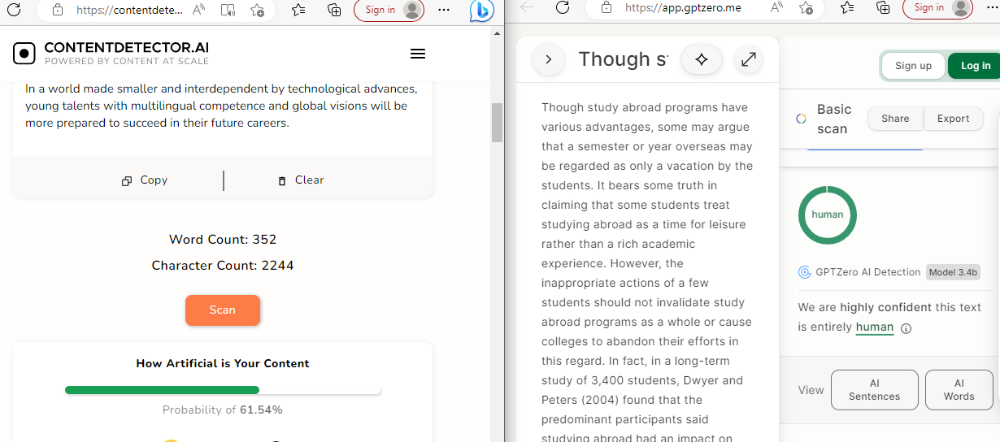 https://contentdete...
Sign in
CONTENTDETECTOR.AI
POWERED BY CONTENT AT SCALE
In a world made smaller and interdependent by technological advances,
young talents with multilingual competence and global visions will be
more prepared to succeed in their future careers.
Copy
Clear
Word Count: 352
Character Count: 2244
Scan
How Artificial is Your Content
Probability of 61.54%
https://app.gptzero.me
Sign in
Though s
Sign up
Log in
Though study abroad programs have
various advantages, some may argue
that a semester or year overseas may
be regarded as only a vacation by the
students. It bears some truth in
claiming that some students treat
studying abroad as a time for leisure
rather than a rich academic
experience. However, the
inappropriate actions of a few
students should not invalidate study
abroad programs as a whole or cause
colleges to abandon their efforts in
this regard. In fact, in a long-term
study of 3,400 students, Dwyer and
Peters (2004) found that the
predominant participants said
studying abroad had an impact on
Basic
scan
Share
Export
human
GPTZero AI Detection Model 3.4b
We are highly confident this text
is entirely human
View
AI
Sentences
AI
Words